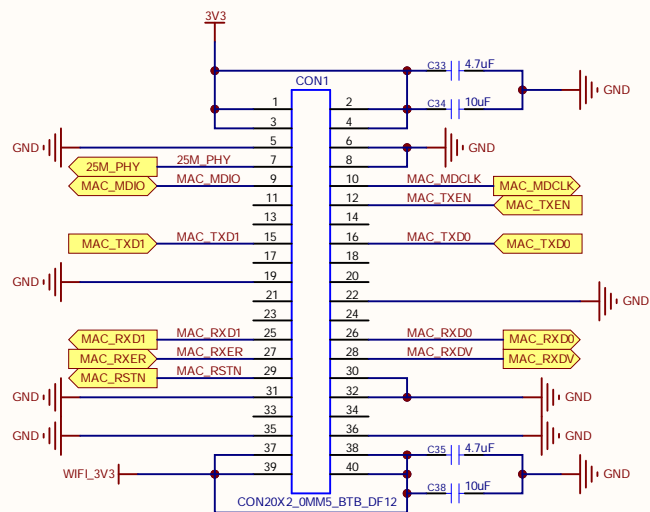 3V3
C33 4.7uF
CON1
GND
1 2 C34 10uF
3 4
GND 5 6 GND
25M_PHY 25M_PHY 7 8
MAC_MDIO MAC_MDIO 9 10 MAC_MDCLK MAC_MDCLK
11 12 MAC_TXEN MAC_TXEN
13 14
MAC_TXD1 MAC_TXD1 15 16 MAC_TXD0 MAC_TXD0
17 18
GND 19 20
21 22 GND
23 24
MAC_RXD1 MAC_RXD1 25 26 MAC_RXD0 MAC_RXD0
MAC_RXER MAC_RXER 27 28 MAC_RXDV MAC_RXDV
MAC_RSTN MAC_RSTN 29 30
GND 31 32 GND
33 34
GND 35 36 GND
37 38 C35 4.7uF
WIFI_3V3 39 40 GND
C38 10uF
CON20X2_0MM5_BTB_DF12